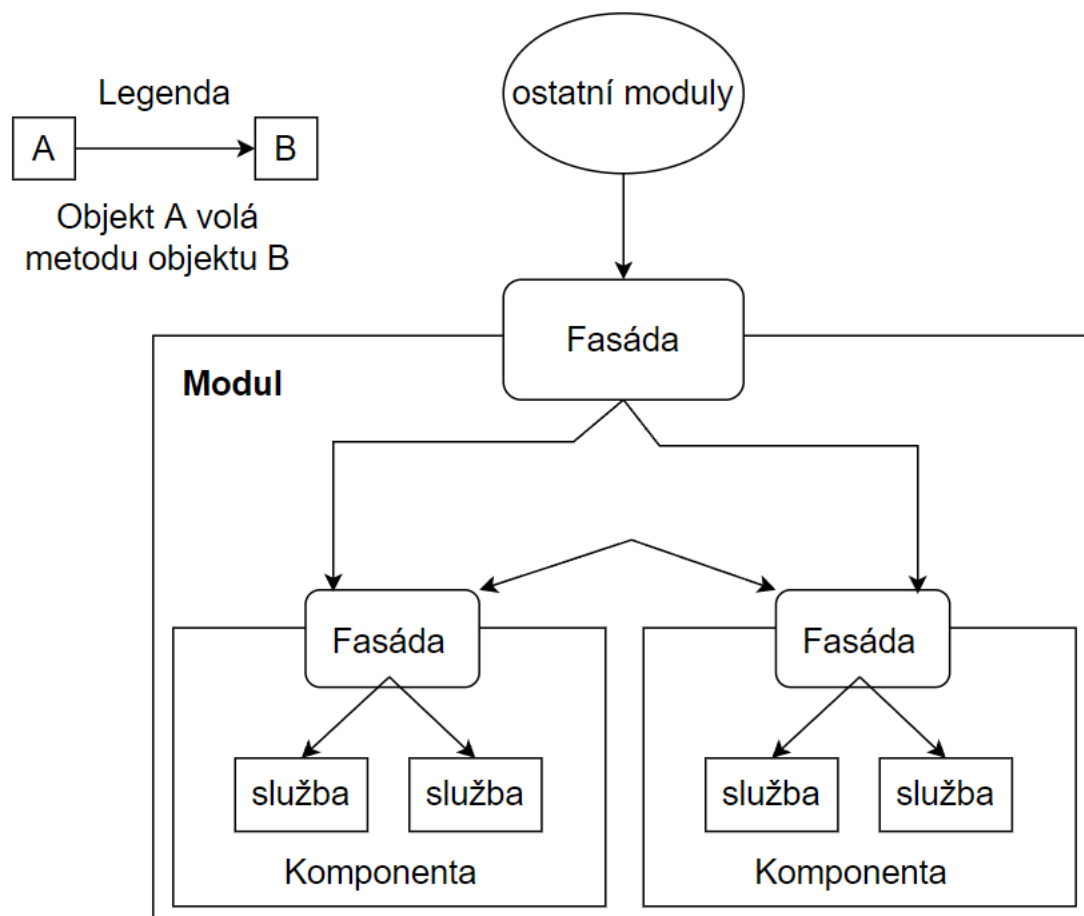 ostatní moduly
Legenda
A
B
Objekt A volá
metodu objektu B
Fasáda
Modul
Fasáda
Fasáda
služba
služba
služba
služba
Komponenta
Komponenta